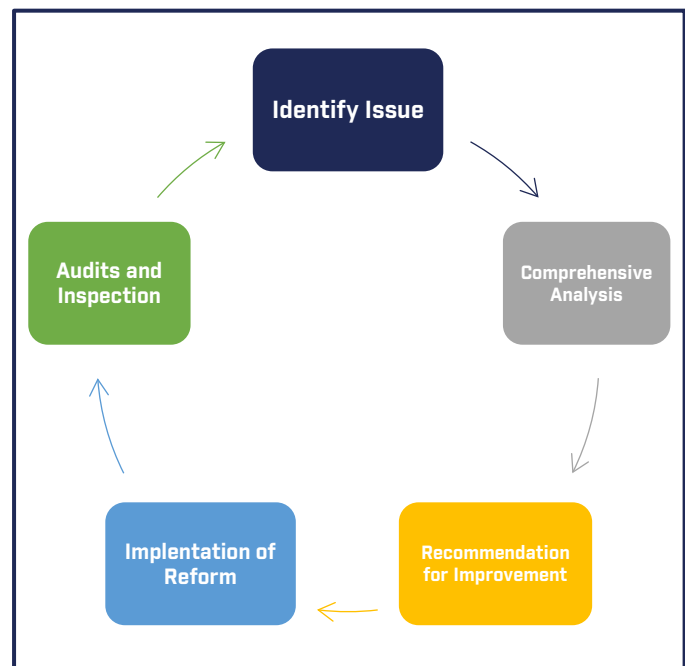 Identify Issue
Comprehensive
Analysis
Recommendation
for Improvement
Implentation of
Reform
Audits and
Inspection